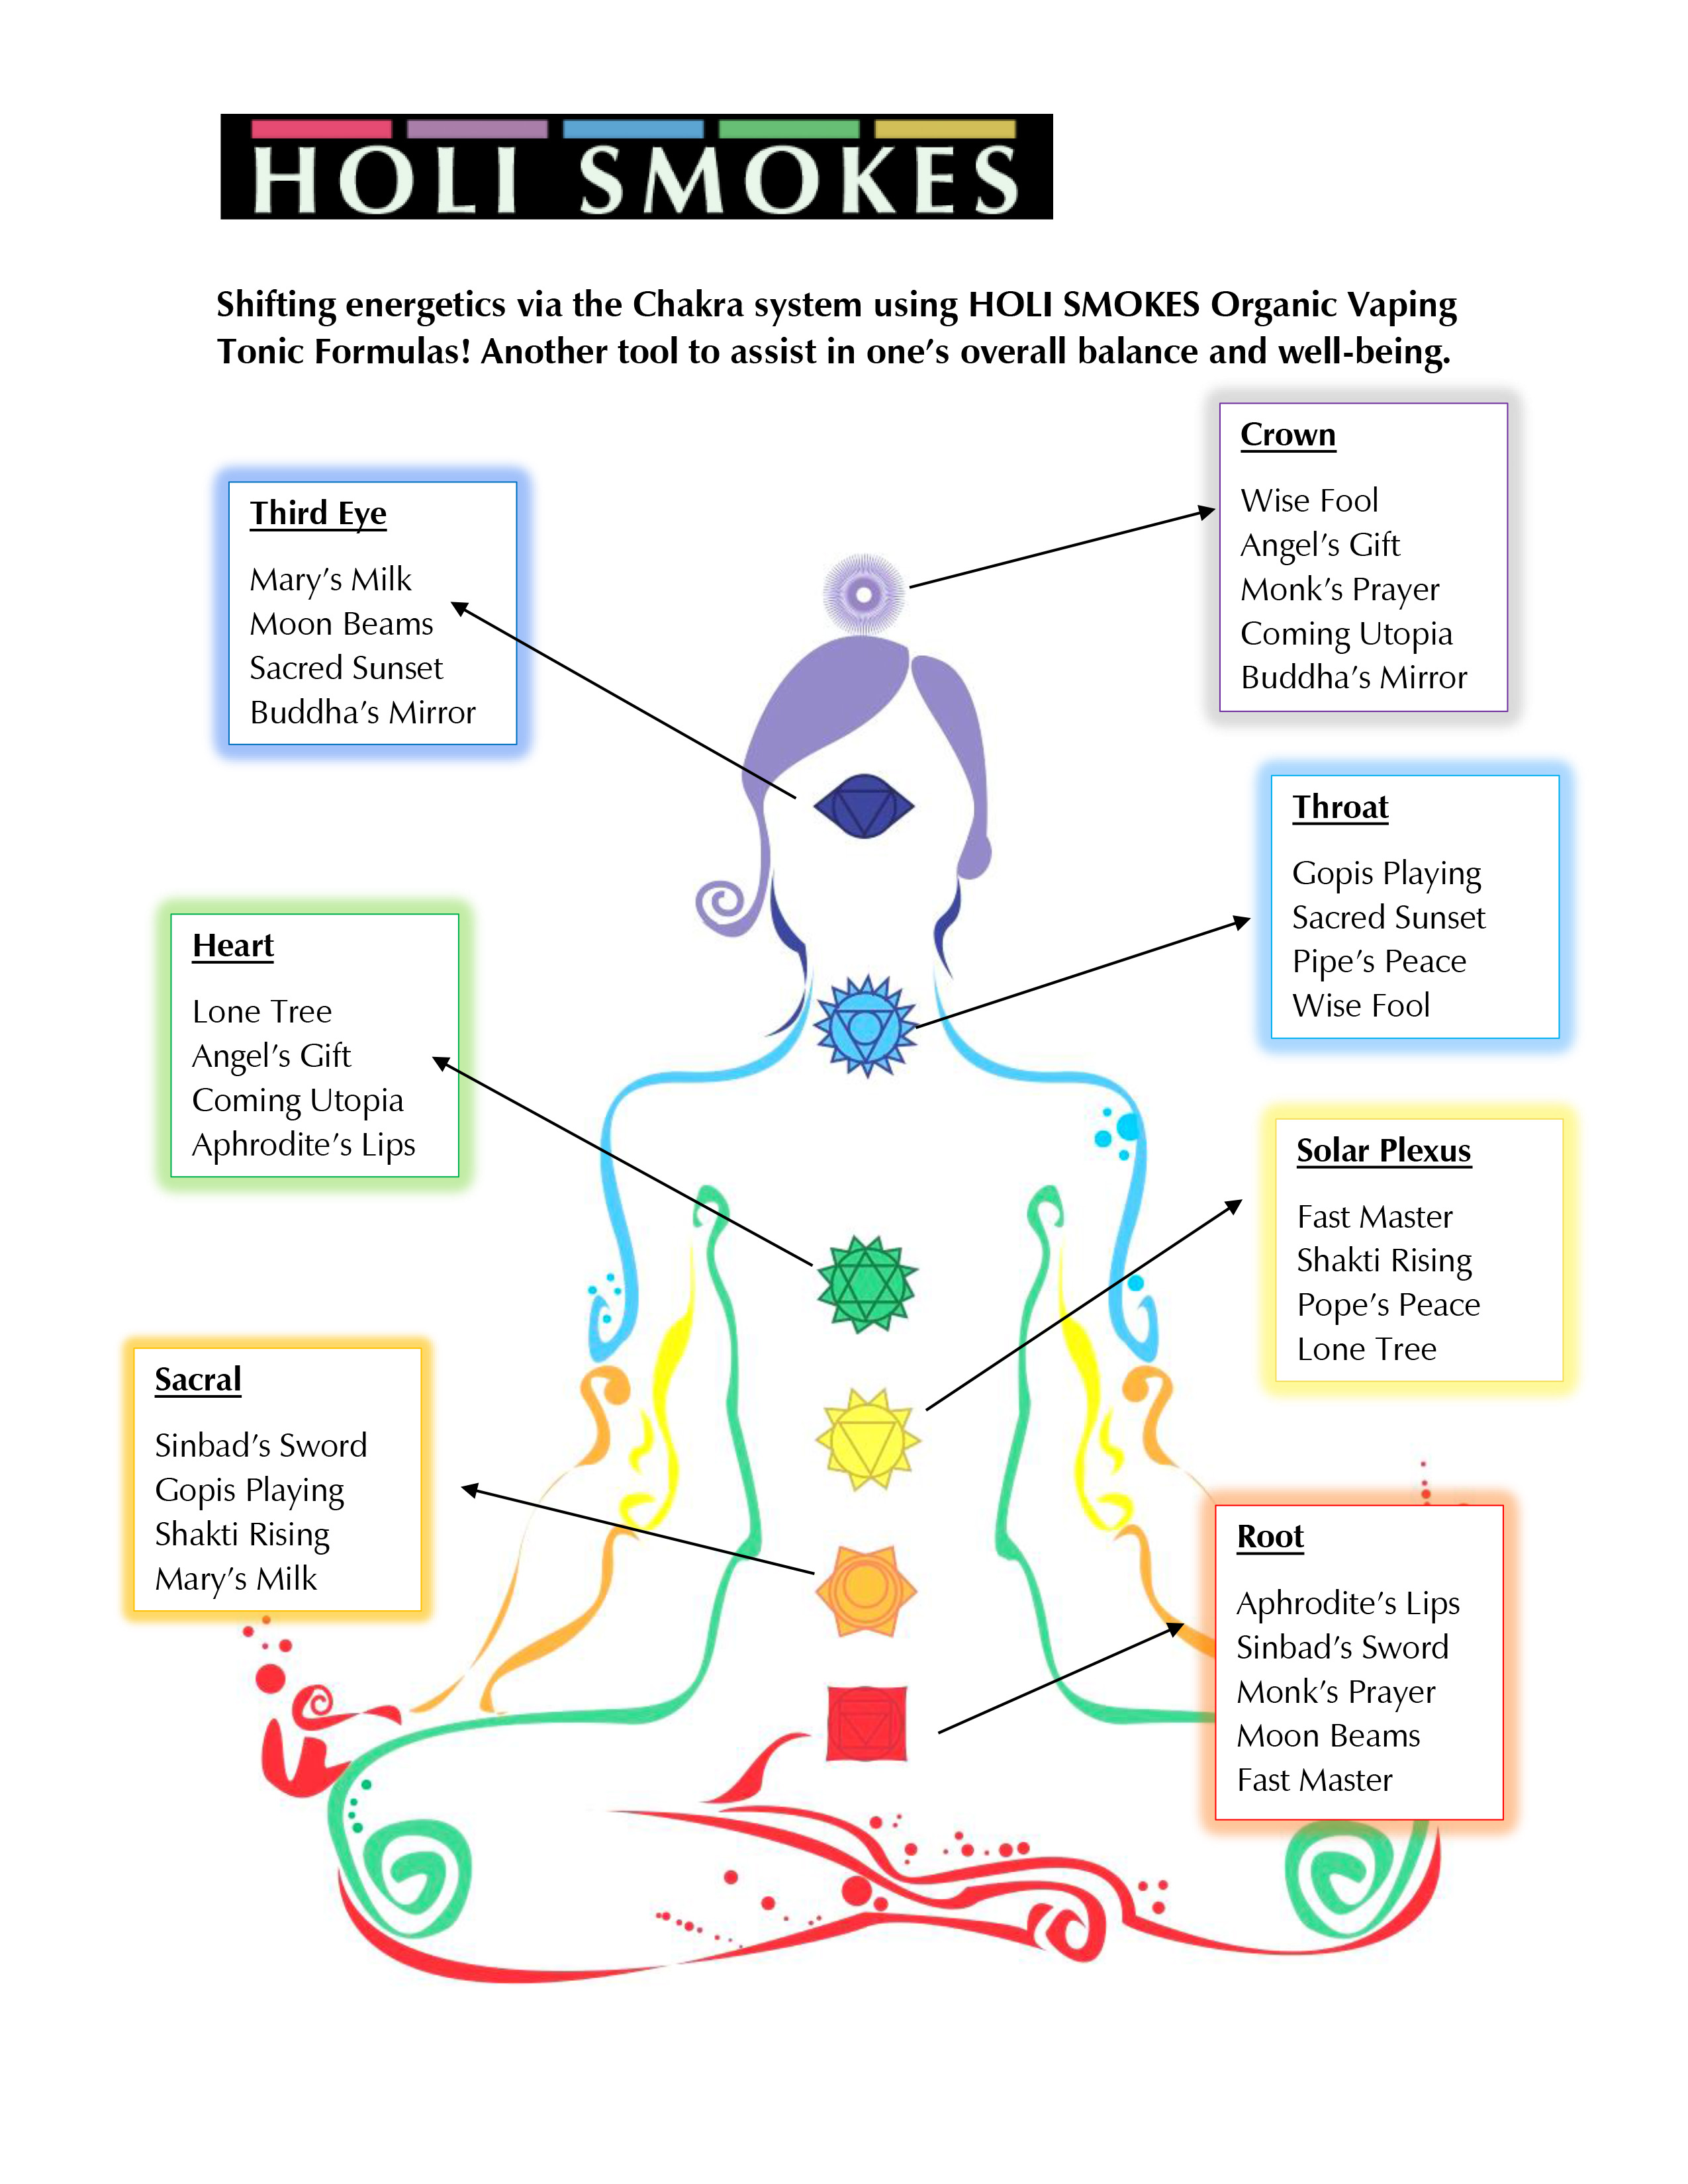 HOLI SMOKES
Shifting energetics via the Chakra system using HOLI SMOKES Organic Vaping
Tonic Formulas! Another tool to assist in one’s overall balance and well-being.
Crown
Wise Fool
Angel’s Gift
Monk’s Prayer
Coming Utopia
Buddha’s Mirror
Third Eye
Mary’s Milk
Moon Beams
Sacred Sunset
Buddha’s Mirror
Throat
Gopis Playing
Sacred Sunset
Pipe’s Peace
Wise Fool
Heart
Lone Tree
Angel’s Gift
Coming Utopia
Aphrodite’s Lips
Solar Plexus
Fast Master
Shakti Rising
Pope’s Peace
Lone Tree
Sacral
Sinbad’s Sword
Gopis Playing
Shakti Rising
Mary’s Milk
Root
Aphrodite’s Lips
Sinbad’s Sword
Monk’s Prayer
Moon Beams
Fast Master